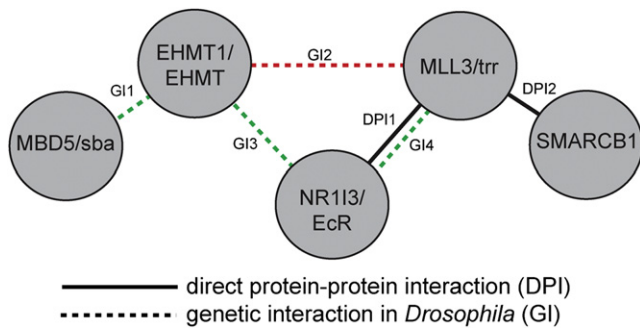 EHMT1/
EHMT
GI2
MLL3/trr
GI1
DPI2
MBD5/sba
GI3
DPI1
GI4
SMARCB1
NR1I3/
EcR
direct protein-protein interaction (DPI)
genetic interaction in Drosophila (GI)